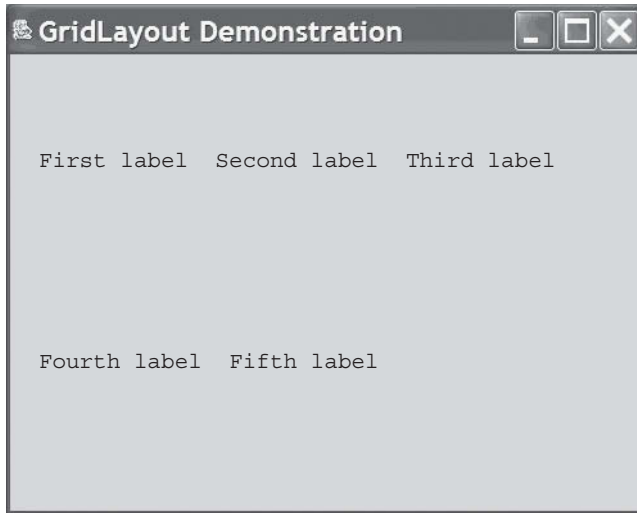 GridLayout Demonstration
First label Second label Third label
Fourth label Fifth label